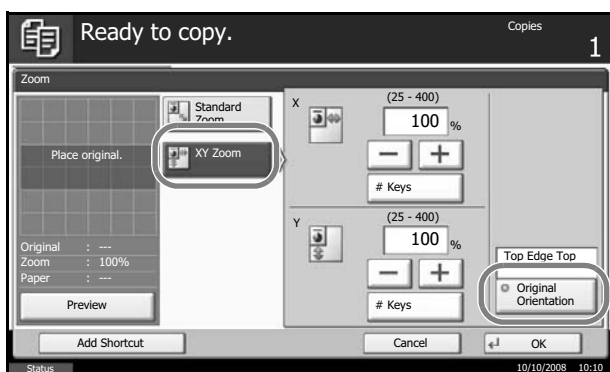 Ready to copy.
Copies
1
Zoom
Place original.
Original : ---
Zoom : 100%
Paper : ---
Preview
Standard
Zoom
XY Zoom
X
(25 - 400)
100 %
# Keys
Y
(25 - 400)
100 %
# Keys
Top Edge Top
Original
Orientation
Add Shortcut
Cancel
OK
Status
10/10/2008 10:10